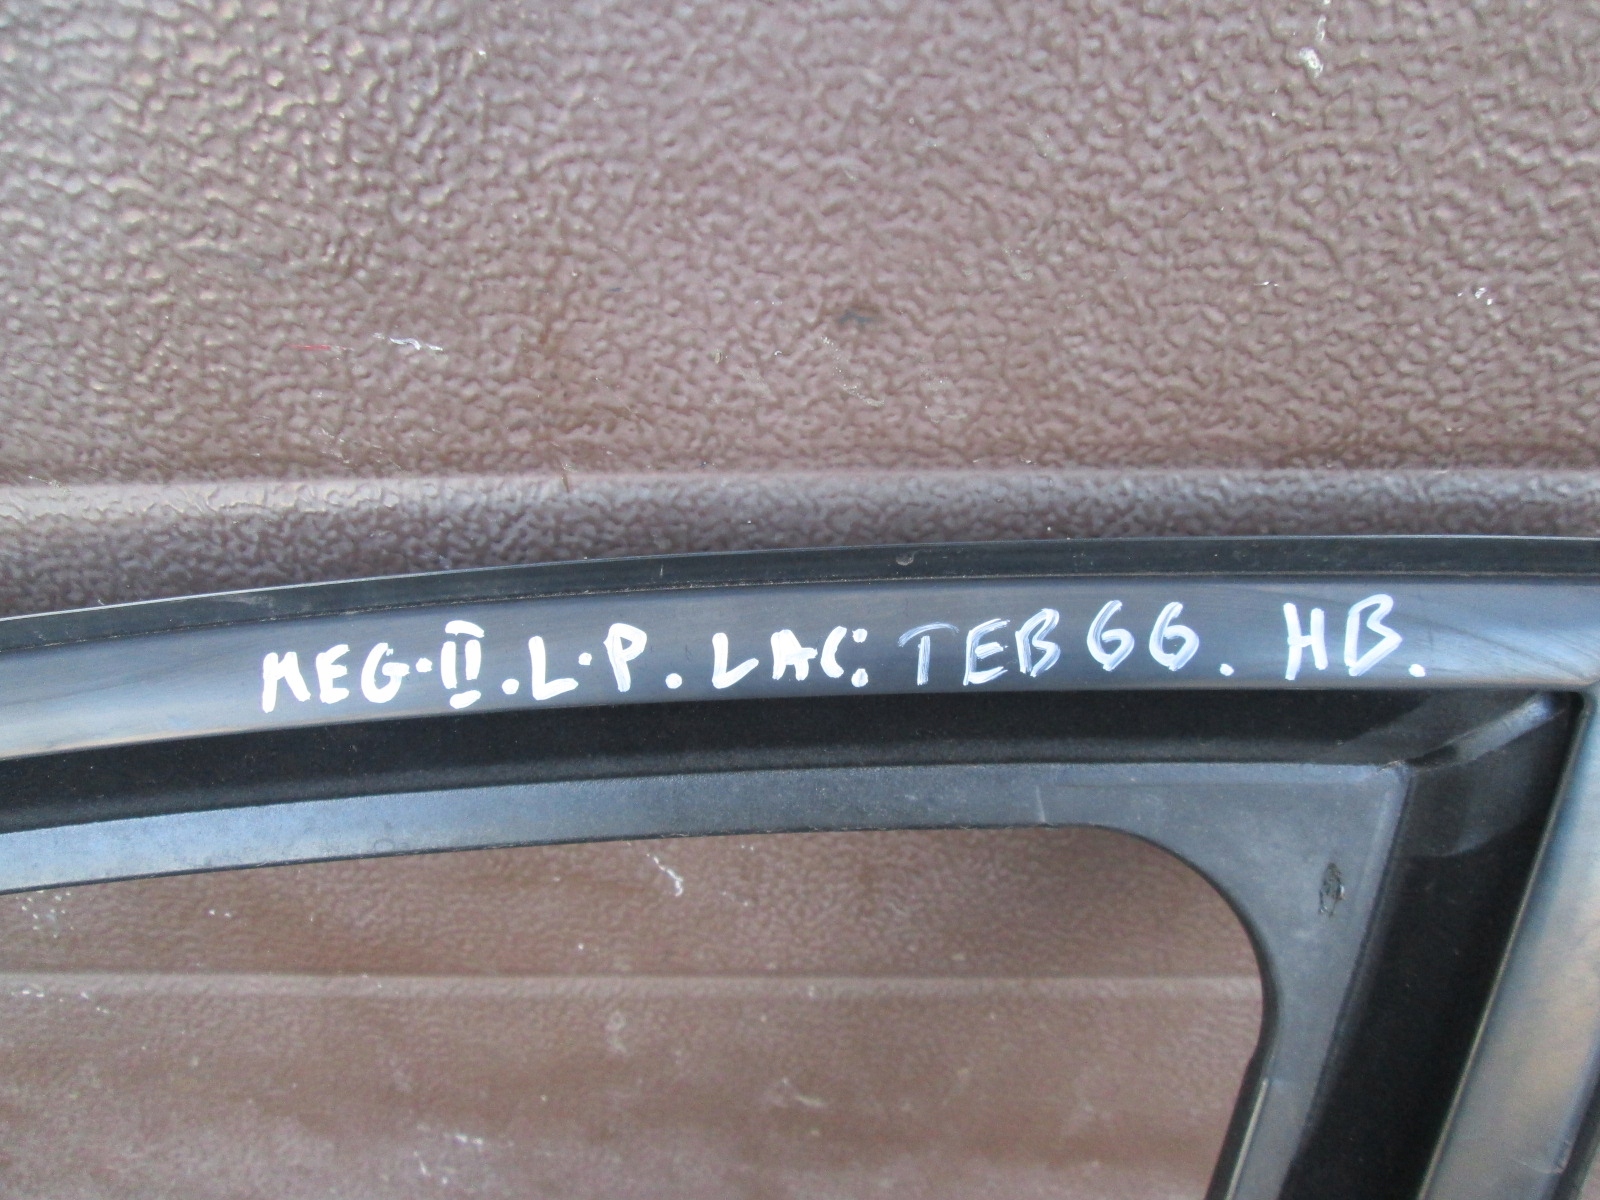 MEG·II.L·P. LAC: TEB66. HB.